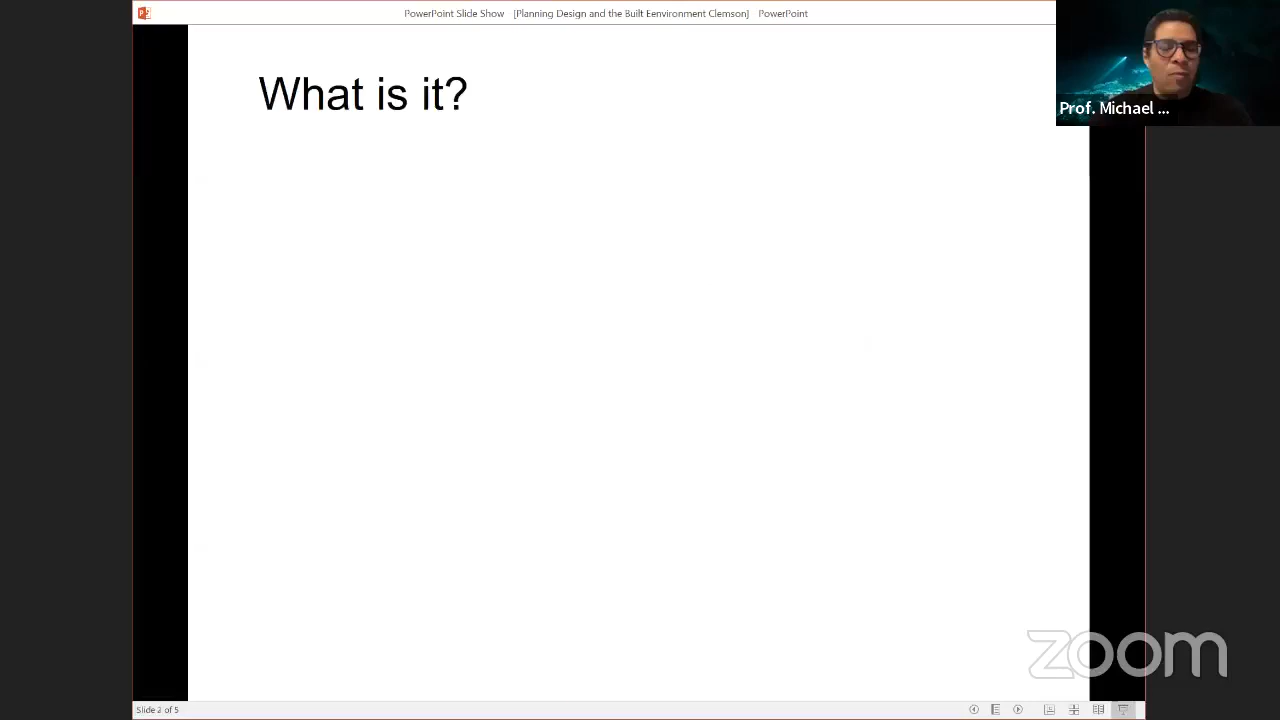 PowerPoint Slide Show [Planning Design and the Built Eenvironment Clemson] PowerPoint
Prof. Michael ...
What is it?
zoom
Slide 2 of 5